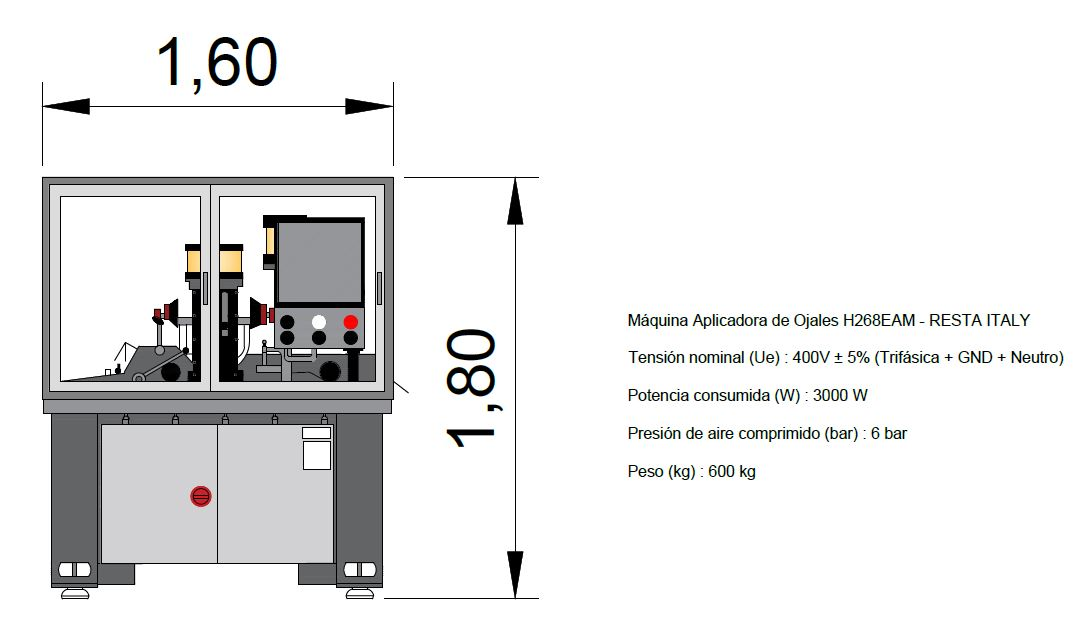 1,60
1,80
Máquina Aplicadora de Ojales H268EAM - RESTA ITALY
Tensión nominal (Ue) : 400V ± 5% (Trifásica + GND + Neutro)
Potencia consumida (W) : 3000 W
Presión de aire comprimido (bar) : 6 bar
Peso (kg) : 600 kg